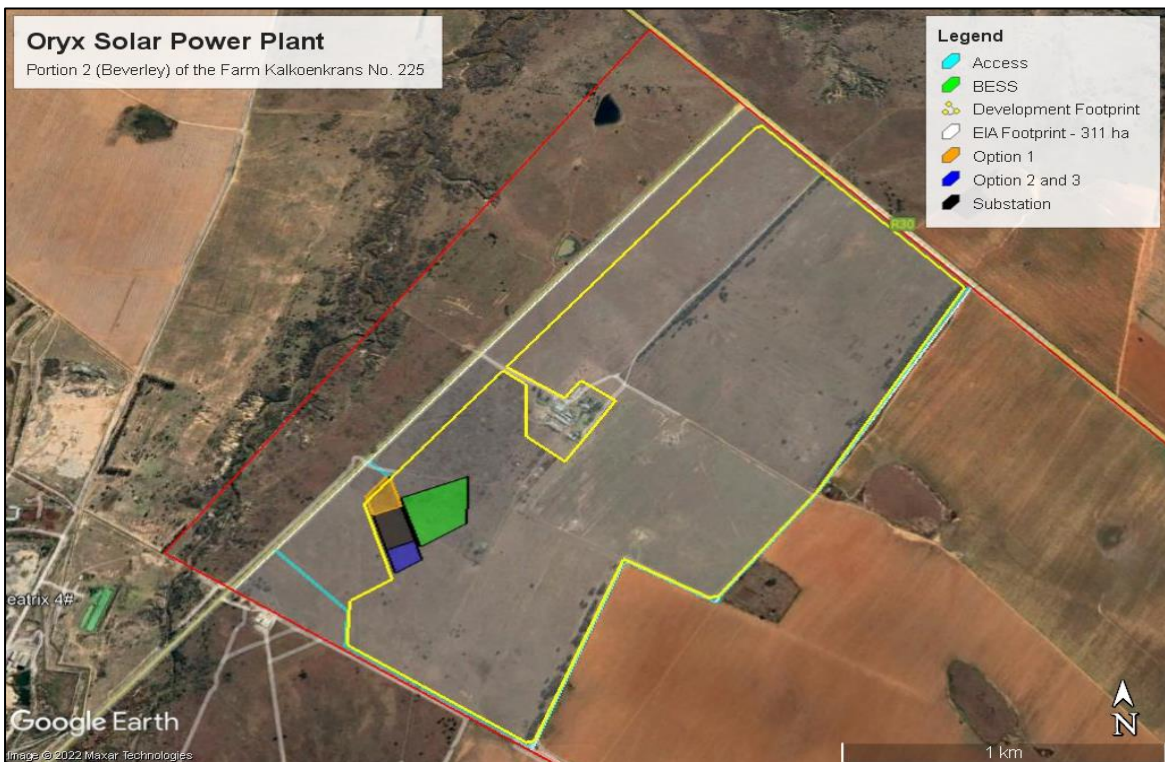 Oryx Solar Power Plant
Portion 2 (Beverley) of the Farm Kalkoenkrans No. 225
Legend
Access
BESS
Development Footprint
EIA Footprint - 311 ha
Option 1
Option 2 and 3
Substation
R30
eatrix 4#
Google Earth
Image © 2022 Maxar Technologies
N
1 km